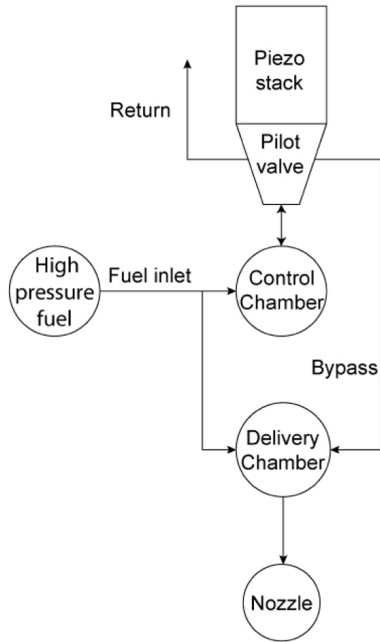 Piezo
stack
Return
Pilot
valve
High
pressure
fuel
Fuel inlet
Control
Chamber
Bypass
Delivery
Chamber
Nozzle